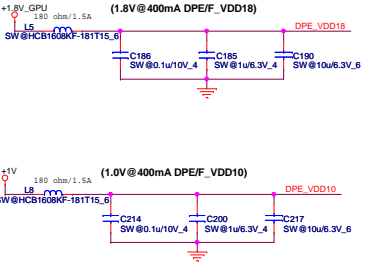 +1.8V_GPU
180 ohm/1.5A
(1.8V@400mA DPE/F_VDD18)
L5
DPE_VDD18
SW@HCB1608KF-181T15_6
C186
SW@0.1u/10V_4
C185
SW@1u/6.3V_4
C190
SW@10u/6.3V_6
+1V
180 ohm/1.5A
(1.0V@400mA DPE/F_VDD10)
L8
DPE_VDD10
SW@HCB1608KF-181T15_6
C214
SW@0.1u/10V_4
C200
SW@1u/6.3V_4
C217
SW@10u/6.3V_6